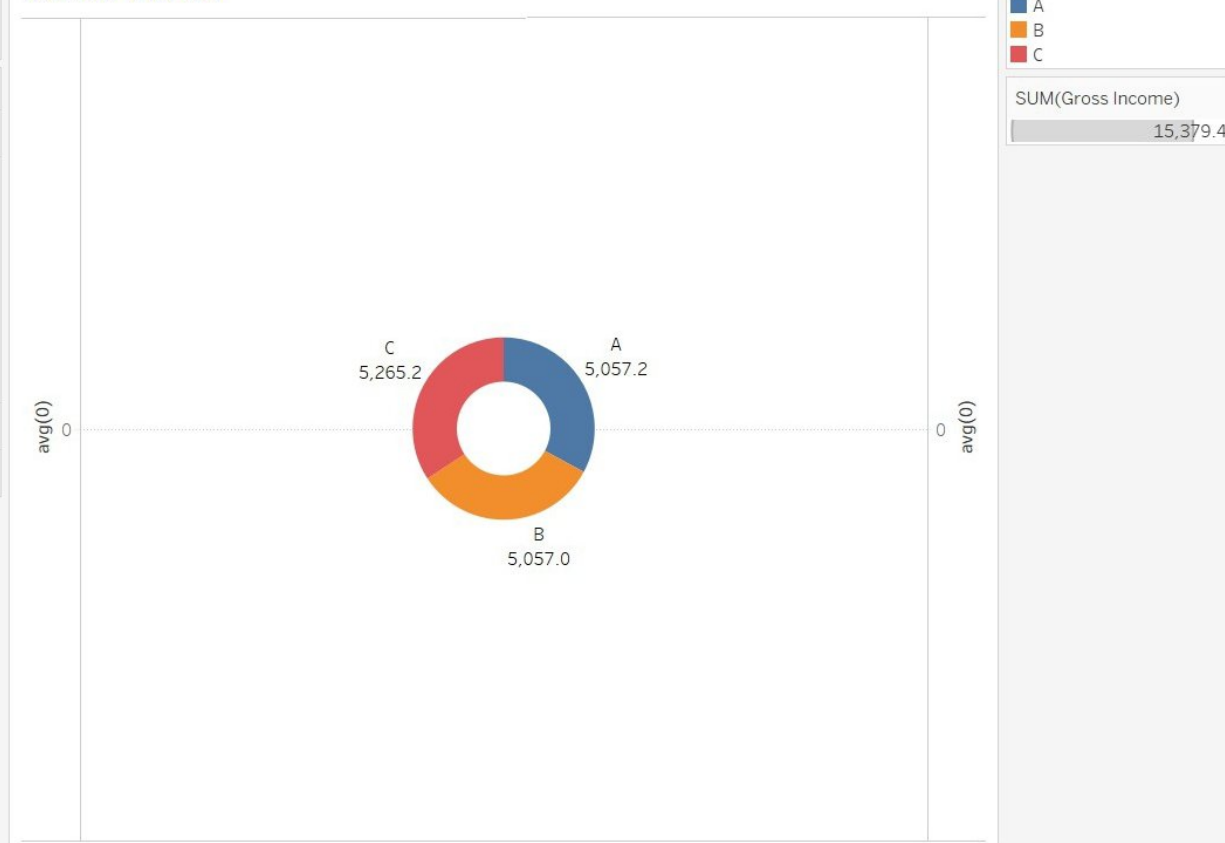 A
B
C
SUM(Gross Income)
15,379.4
C
5,265.2
A
5,057.2
avg(0)
0
0
avg(0)
B
5,057.0